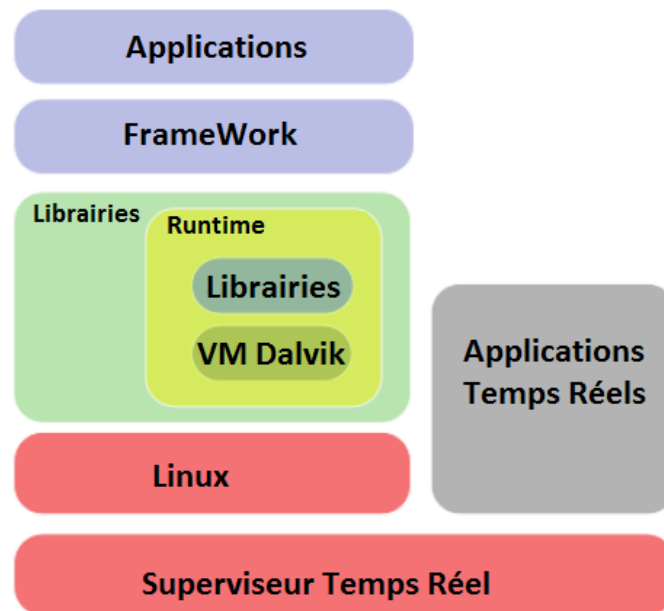 Applications
FrameWork
Librairies
Runtime
Librairies
VM Dalvik
Applications
Temps Réels
Linux
Superviseur Temps Réel